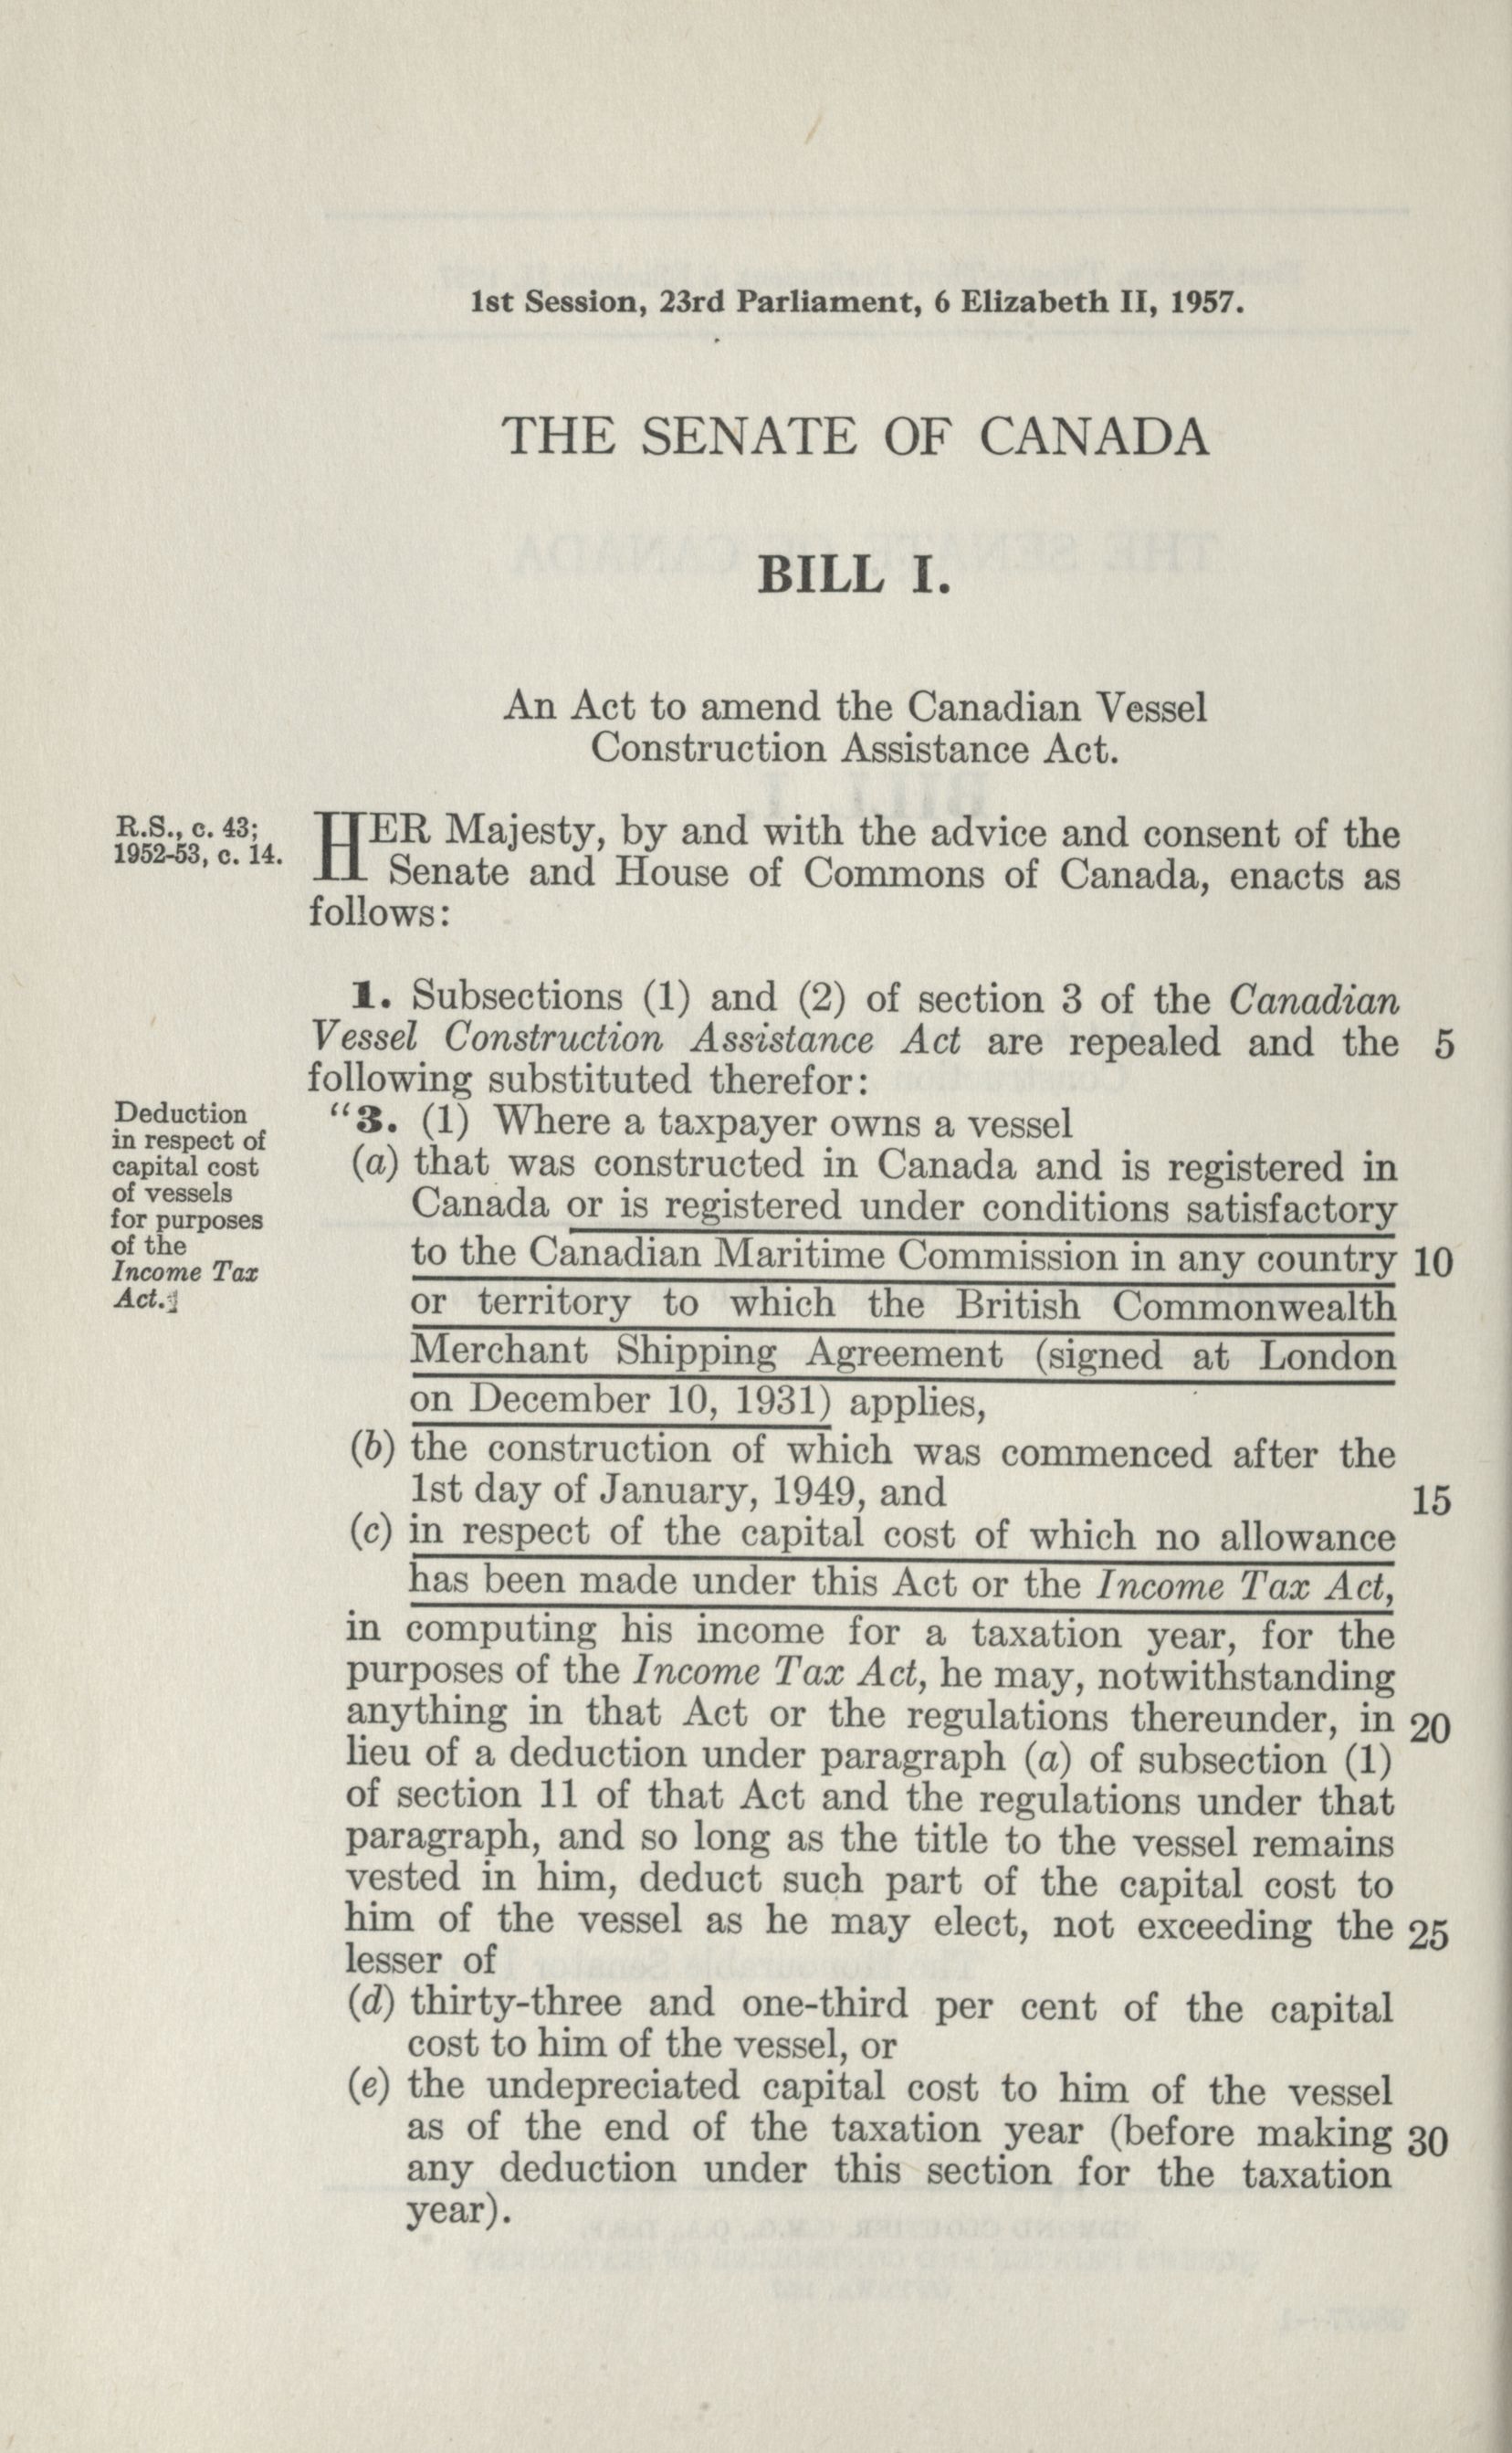 1st Session, 23rd Parliament, 6 Elizabeth II, 1957.
THE SENATE OF CANADA
BILL I.
An Act to amend the Canadian Vessel
Construction Assistance Act.
R.S., c. 43;
1952-53, c. 14.
HER Majesty, by and with the advice and consent of the
Senate and House of Commons of Canada, enacts as
follows:
1. Subsections (1) and (2) of section 3 of the Canadian
Vessel Construction Assistance Act are repealed and the 5
following substituted therefor:
Deduction
in respect of
capital cost
of vessels
for purposes
of the
Income Tax
Act.
“3. (1) Where a taxpayer owns a vessel
(a) that was constructed in Canada and is registered in
Canada or is registered under conditions satisfactory
to the Canadian Maritime Commission in any country 10
or territory to which the British Commonwealth
Merchant Shipping Agreement (signed at London
on December 10, 1931) applies,
(b) the construction of which was commenced after the
1st day of January, 1949, and 15
(c) in respect of the capital cost of which no allowance
has been made under this Act or the Income Tax Act,
in computing his income for a taxation year, for the
purposes of the Income Tax Act, he may, notwithstanding
anything in that Act or the regulations thereunder, in 20
lieu of a deduction under paragraph (a) of subsection (1)
of section 11 of that Act and the regulations under that
paragraph, and so long as the title to the vessel remains
vested in him, deduct such part of the capital cost to
him of the vessel as he may elect, not exceeding the 25
lesser of
(d) thirty-three and one-third per cent of the capital
cost to him of the vessel, or
(e) the undepreciated capital cost to him of the vessel
as of the end of the taxation year (before making 30
any deduction under this section for the taxation
year).